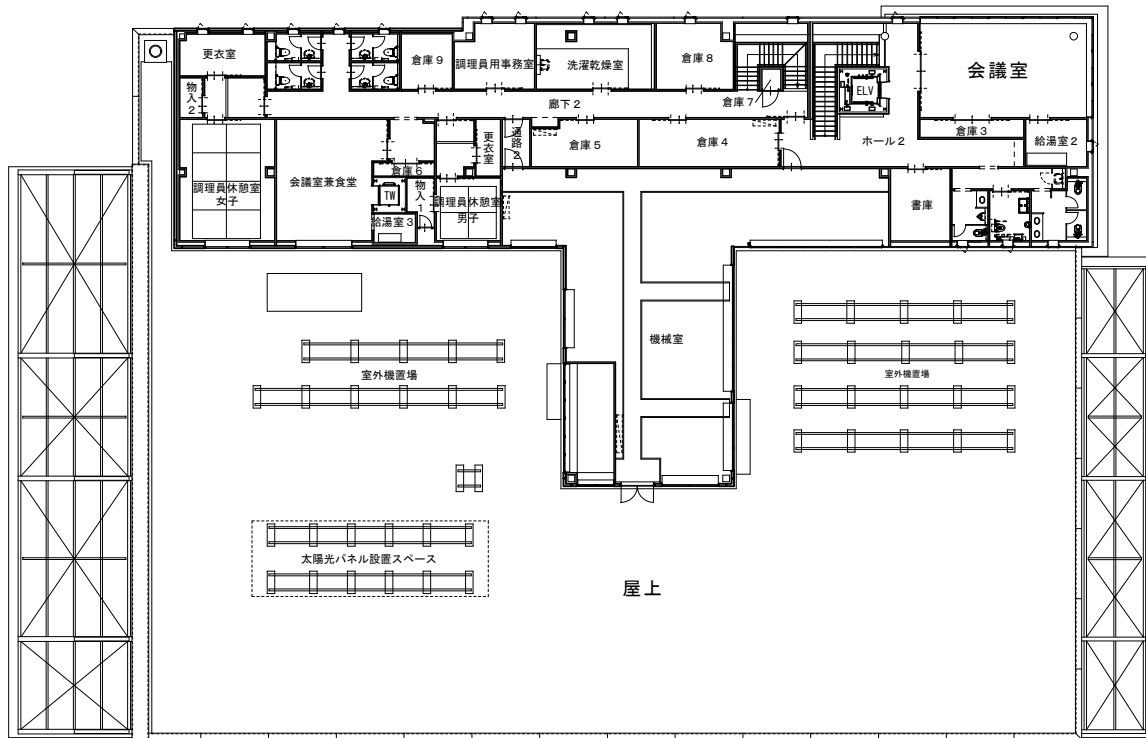 更衣室
倉庫9
調理員用事務室
洗濯乾燥室
倉庫8
ELV
会議室
物入2
廊下2
倉庫7
倉庫3
更衣室
通路2
倉庫5
倉庫4
ホール2
給湯室2
調理員休憩室
女子
会議室兼食堂
倉庫6
TW
物入1
給湯室3
調理員休憩室
男子
書庫
機械室
室外機置場
室外機置場
太陽光パネル設置スペース
屋上